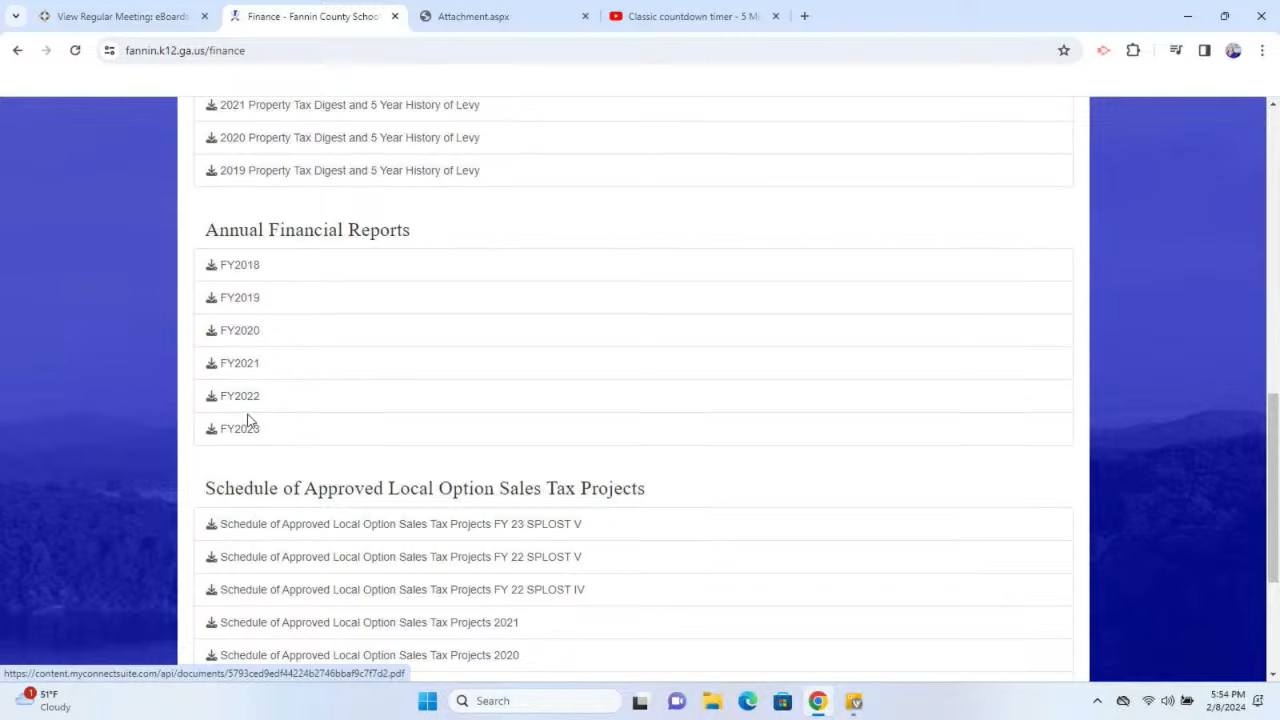 View Regular Meeting: eBoards
Finance - Fannin County School
Attachment.aspx
Classic countdown timer - 5 Mi
fannin.k12.ga.us/finance
2021 Property Tax Digest and 5 Year History of Levy
2020 Property Tax Digest and 5 Year History of Levy
2019 Property Tax Digest and 5 Year History of Levy
Annual Financial Reports
FY2018
FY2019
FY2020
FY2021
FY2022
FY2023
Schedule of Approved Local Option Sales Tax Projects
Schedule of Approved Local Option Sales Tax Projects FY 23 SPLOST V
Schedule of Approved Local Option Sales Tax Projects FY 22 SPLOST V
Schedule of Approved Local Option Sales Tax Projects FY 22 SPLOST IV
Schedule of Approved Local Option Sales Tax Projects 2021
Schedule of Approved Local Option Sales Tax Projects 2020
https://content.myconnectsuite.com/api/documents/5793ced9edf44224b2746bbaf9c7f7d2.pdf
1
51°F
Cloudy
Search
5:54 PM
2/8/2024